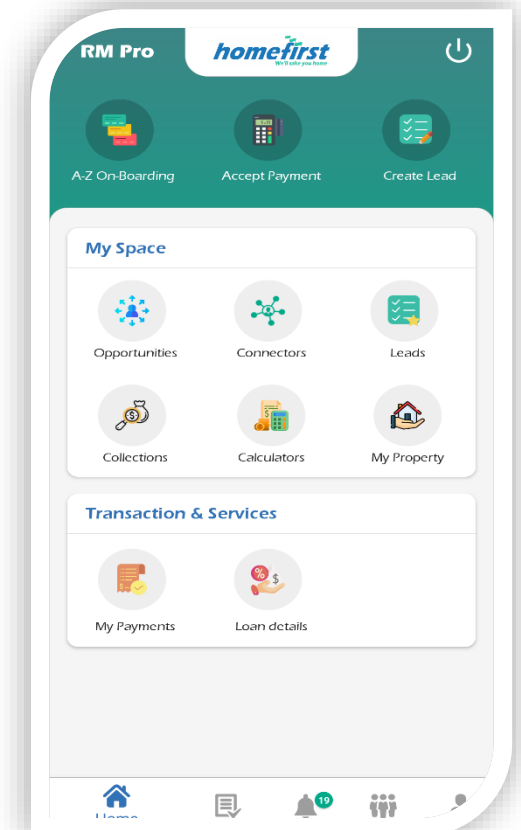 RM Pro
homefirst
We'll take you home
A-Z On-Boarding
Accept Payment
Create Lead
My Space
Opportunities
Connectors
Leads
Collections
Calculators
My Property
Transaction & Services
My Payments
Loan details
19
Home